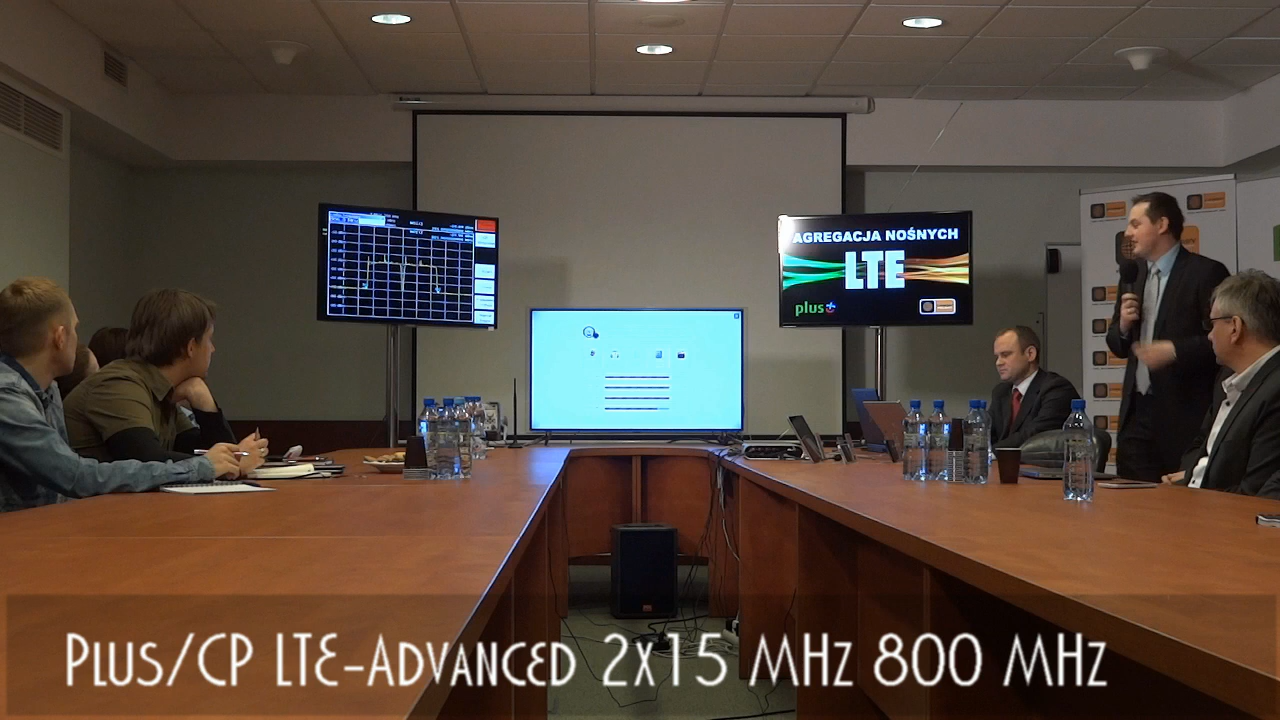 AGREGACJA NOŚNYCH
LTE
plus
Plus/CP LTE-Advanced 2x15 MHz 800 MHz